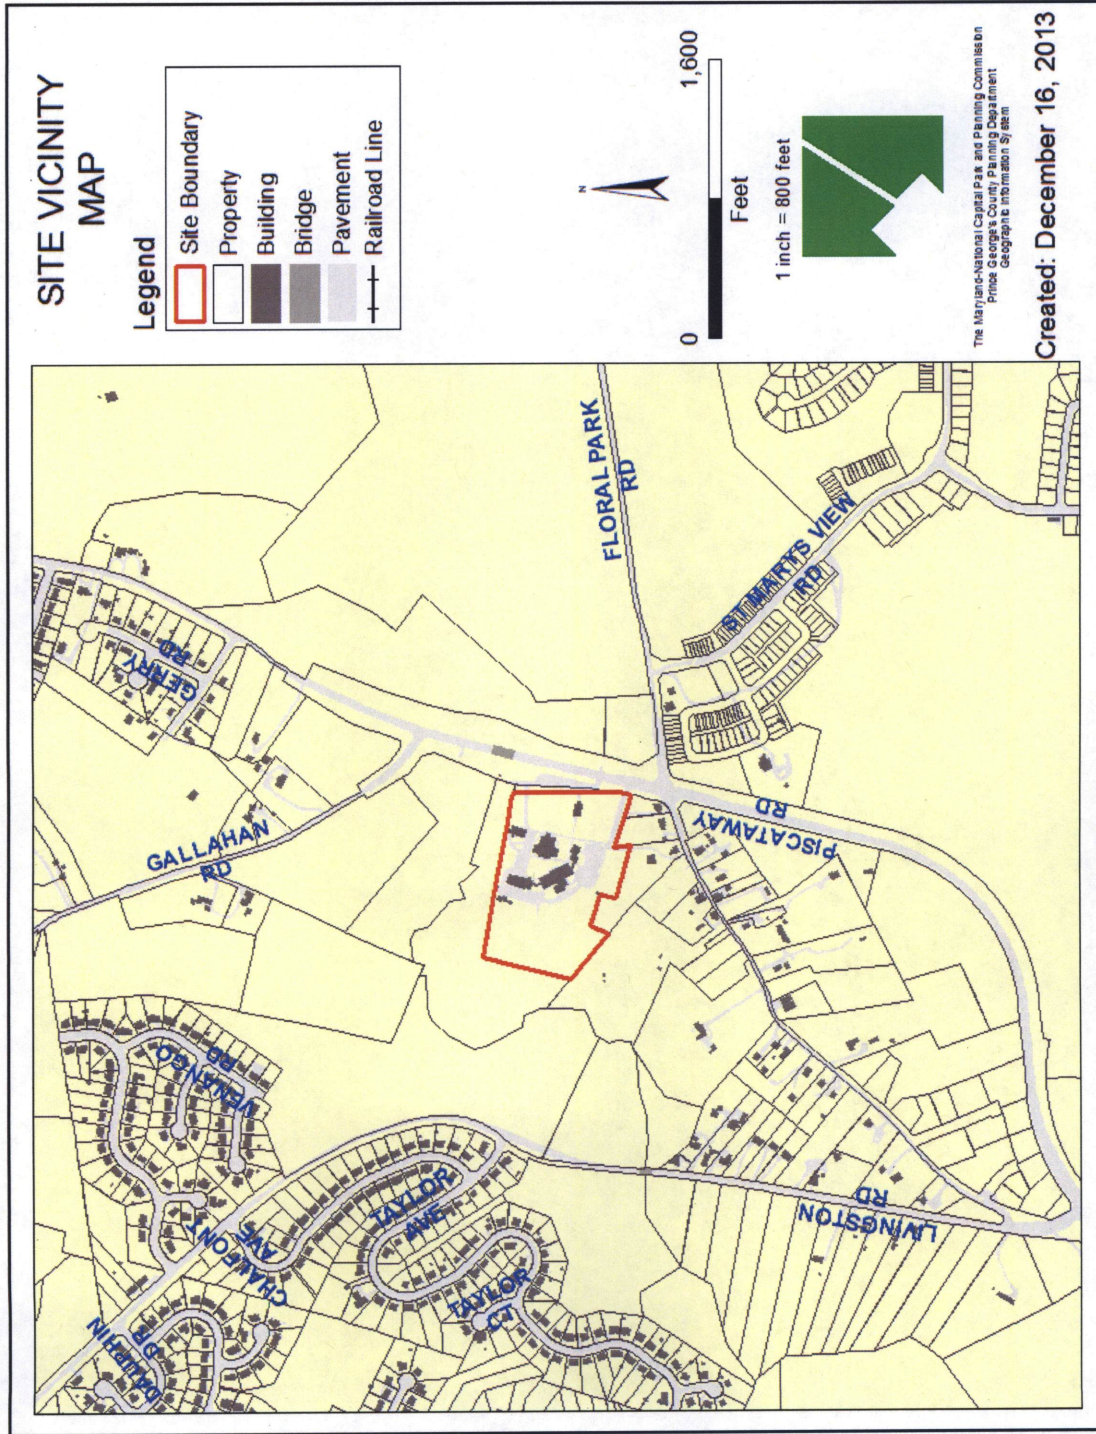 SITE VICINITY
MAP
Legend
Site Boundary
Property
Building
Bridge
Pavement
Railroad Line
N
0
1,600
Feet
1 inch = 800 feet
The Maryland-National Capital Park and Planning Commission
Prince George's County Planning Department
Geographic Information System
Created: December 16, 2013
GERRY
RD
GALLAHAN
RD
FLORAL PARK
RD
ST MARYS VIEW
RD
PISCATAWAY
RD
VENANGO
RD
CHALFONT
AVE
TAYLOR
AVE
TAYLOR
CT
DAUPHIN
DR
LIVINGSTON
RD